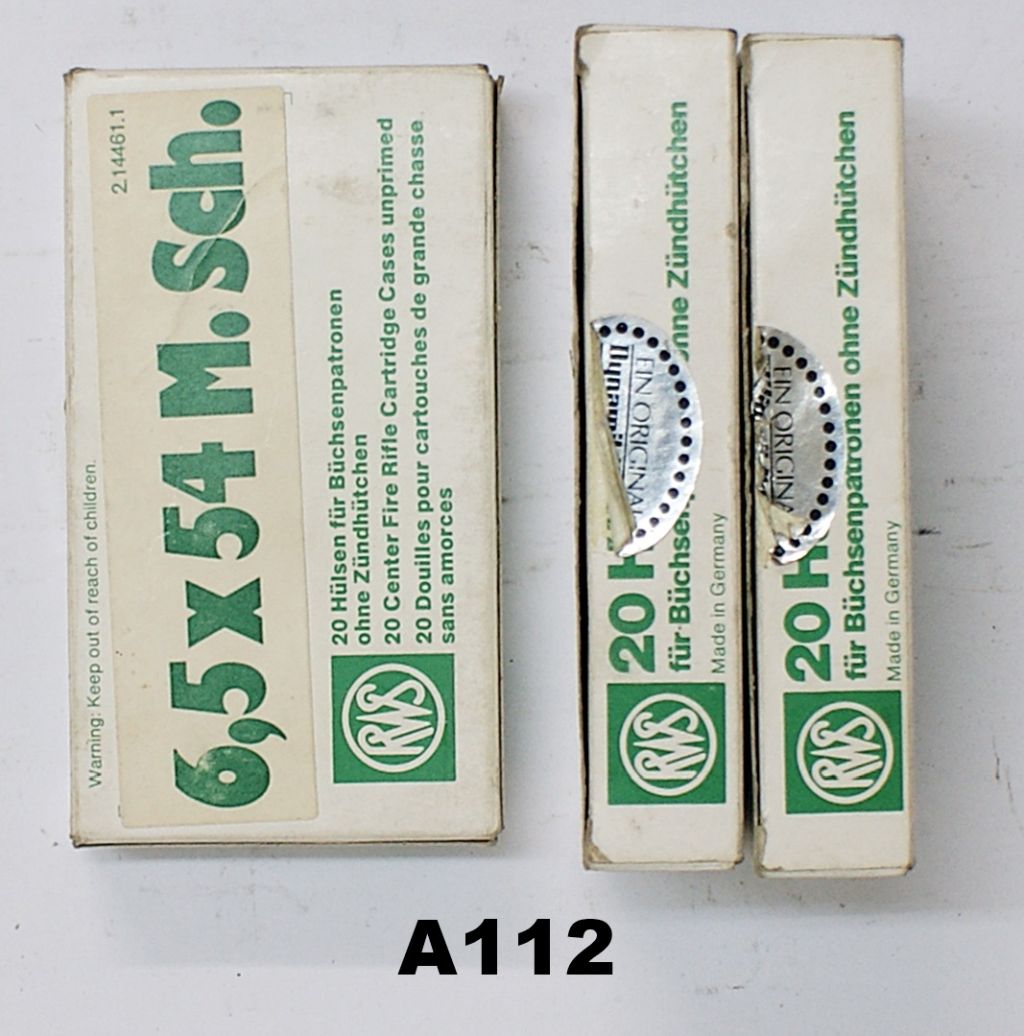 Warning: Keep out of reach of children.
2.14461.1
6,5 x 54 M. Sch.
20 Hülsen für Büchsenpatronen
ohne Zündhütchen
20 Center Fire Rifle Cartridge Cases unprimed
20 Douilles pour cartouches de grande chasse
sans amorces
RWS
20 H
für Büchsen
ohne Zündhütchen
Made in Germany
EIN ORIGINAL
RWS
20 H
für Büchsenpatronen ohne Zündhütchen
Made in Germany
EIN ORIGINA
RWS
A112